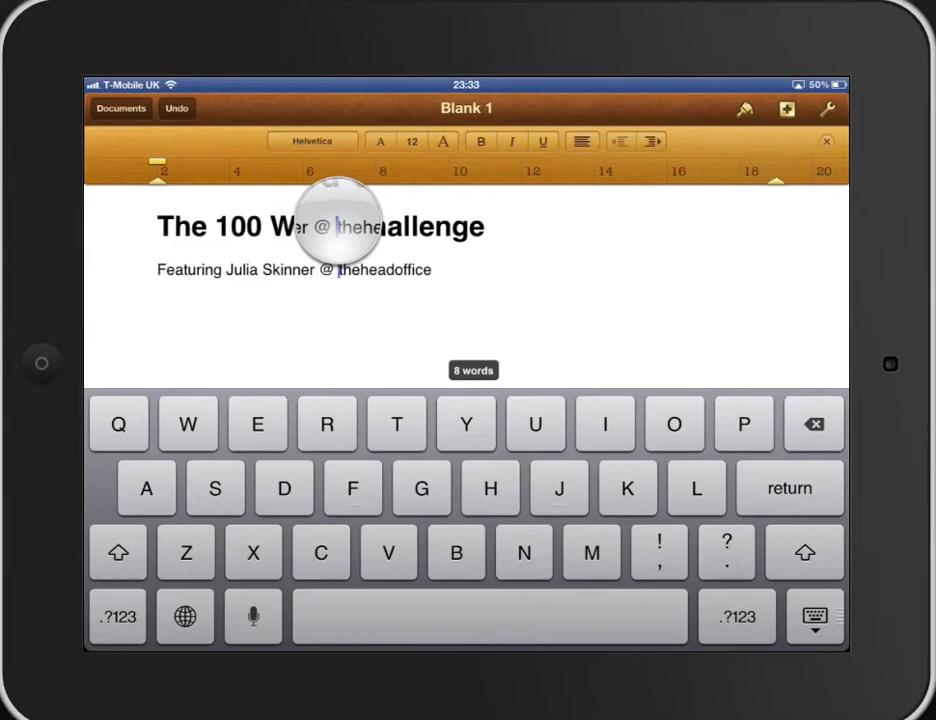 T-Mobile UK 23:33 50%
Documents Undo Blank 1
Helvetica A 12 A B I U
2 4 6 8 10 12 14 16 18 20
The 100 W er @ thehe allenge
Featuring Julia Skinner @ theheadoffice
8 words
Q W E R T Y U I O P
A S D F G H J K L return
Z X C V B N M ! , ? .
.?123 .?123